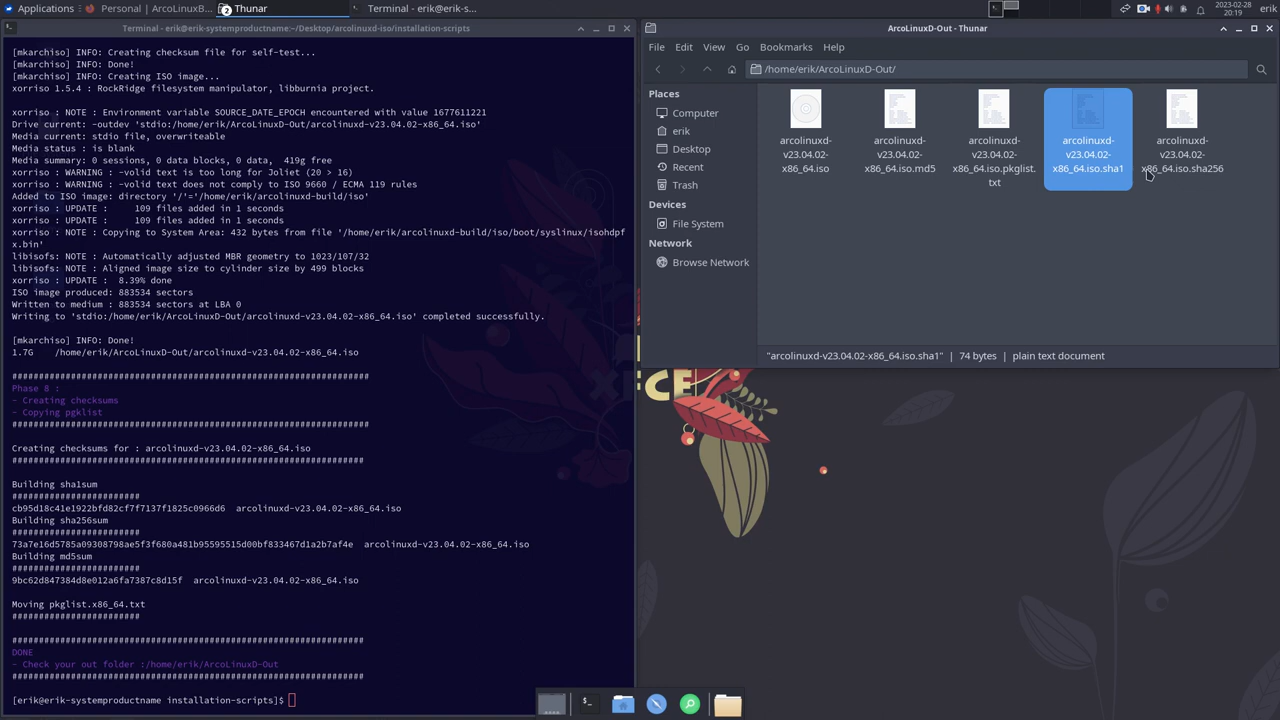 Applications
Personal | ArcoLinuxB...
2
Thunar
Terminal - erik@erik-s...
2023-02-28
20:19
erik
Terminal - erik@erik-systemproductname:~/Desktop/arcolinuxd-iso/installation-scripts
[mkarchiso] INFO: Creating checksum file for self-test...
[mkarchiso] INFO: Done!
[mkarchiso] INFO: Creating ISO image...
xorriso 1.5.4 : RockRidge filesystem manipulator, libburnia project.
xorriso : NOTE : Environment variable SOURCE_DATE_EPOCH encountered with value 1677611221
Drive current: -outdev 'stdio:/home/erik/ArcoLinuxD-Out/arcolinuxd-v23.04.02-x86_64.iso'
Media current: stdio file, overwriteable
Media status : is blank
Media summary: 0 sessions, 0 data blocks, 0 data,  419g free
xorriso : WARNING : -volid text is too long for Joliet (20 > 16)
xorriso : WARNING : -volid text does not comply to ISO 9660 / ECMA 119 rules
Added to ISO image: directory '/'='/home/erik/arcolinuxd-build/iso'
xorriso : UPDATE :     109 files added in 1 seconds
xorriso : UPDATE :     109 files added in 1 seconds
xorriso : NOTE : Copying to System Area: 432 bytes from file '/home/erik/arcolinuxd-build/iso/boot/syslinux/isohdpf
x.bin'
libisofs: NOTE : Automatically adjusted MBR geometry to 1023/107/32
libisofs: NOTE : Aligned image size to cylinder size by 499 blocks
xorriso : UPDATE :  8.39% done
ISO image produced: 883534 sectors
Written to medium : 883534 sectors at LBA 0
Writing to 'stdio:/home/erik/ArcoLinuxD-Out/arcolinuxd-v23.04.02-x86_64.iso' completed successfully.
[mkarchiso] INFO: Done!
1.7G    /home/erik/ArcoLinuxD-Out/arcolinuxd-v23.04.02-x86_64.iso
###################################################################
Phase 8 :
- Creating checksums
- Copying pgklist
###################################################################
Creating checksums for : arcolinuxd-v23.04.02-x86_64.iso
##################################################################
Building sha1sum
########################
cb95d18c41e1922bfd82cf7f7137f1825c0966d6  arcolinuxd-v23.04.02-x86_64.iso
Building sha256sum
########################
73a7e16d5785a09308798ae5f3f680a481b95595515d00bf833467d1a2b7af4e  arcolinuxd-v23.04.02-x86_64.iso
Building md5sum
########################
9bc62d847384d8e012a6fa7387c8d15f  arcolinuxd-v23.04.02-x86_64.iso
Moving pkglist.x86_64.txt
########################
##################################################################
DONE
- Check your out folder :/home/erik/ArcoLinuxD-Out
##################################################################
[erik@erik-systemproductname installation-scripts]$
ArcoLinuxD-Out - Thunar
File Edit View Go Bookmarks Help
/home/erik/ArcoLinuxD-Out/
Places
Computer
erik
Desktop
Recent
Trash
Devices
File System
Network
Browse Network
arcolinuxd-
v23.04.02-
x86_64.iso
arcolinuxd-
v23.04.02-
x86_64.iso.md5
arcolinuxd-
v23.04.02-
x86_64.iso.pkglist.
txt
arcolinuxd-
v23.04.02-
x86_64.iso.sha1
arcolinuxd-
v23.04.02-
x86_64.iso.sha256
"arcolinuxd-v23.04.02-x86_64.iso.sha1" | 74 bytes | plain text document
XFCE